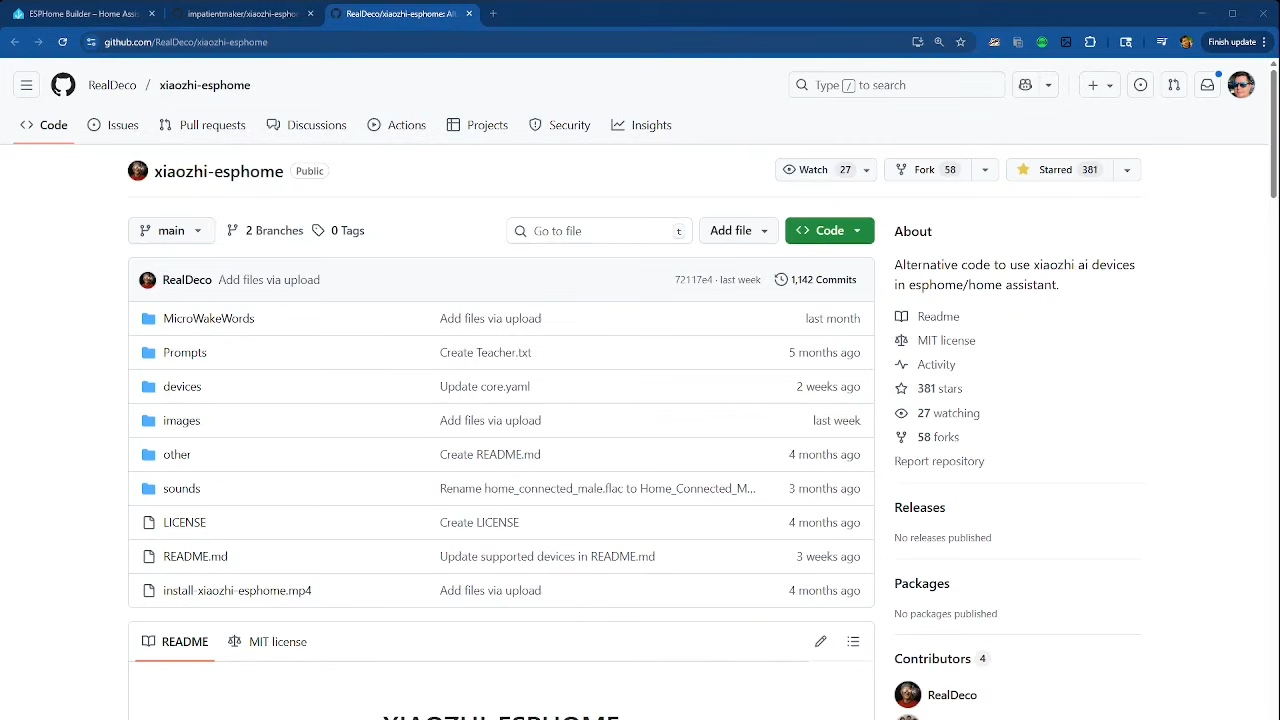 ESPHome Builder – Home Assi
impatientmaker/xiaozhi-esphom
RealDeco/xiaozhi-esphome: Alt
github.com/RealDeco/xiaozhi-esphome
Finish update
RealDeco / xiaozhi-esphome
Type / to search
Code
Issues
Pull requests
Discussions
Actions
Projects
Security
Insights
xiaozhi-esphome Public
Watch 27
Fork 58
Starred 381
main
2 Branches
0 Tags
Go to file t
Add file
Code
RealDeco Add files via upload 72117e4 · last week 1,142 Commits
MicroWakeWords Add files via upload last month
Prompts Create Teacher.txt 5 months ago
devices Update core.yaml 2 weeks ago
images Add files via upload last week
other Create README.md 4 months ago
sounds Rename home_connected_male.flac to Home_Connected_M... 3 months ago
LICENSE Create LICENSE 4 months ago
README.md Update supported devices in README.md 3 weeks ago
install-xiaozhi-esphome.mp4 Add files via upload 4 months ago
README
MIT license
XIAOZHI-ESPHOME
About
Alternative code to use xiaozhi ai devices
in esphome/home assistant.
Readme
MIT license
Activity
381 stars
27 watching
58 forks
Report repository
Releases
No releases published
Packages
No packages published
Contributors 4
RealDeco